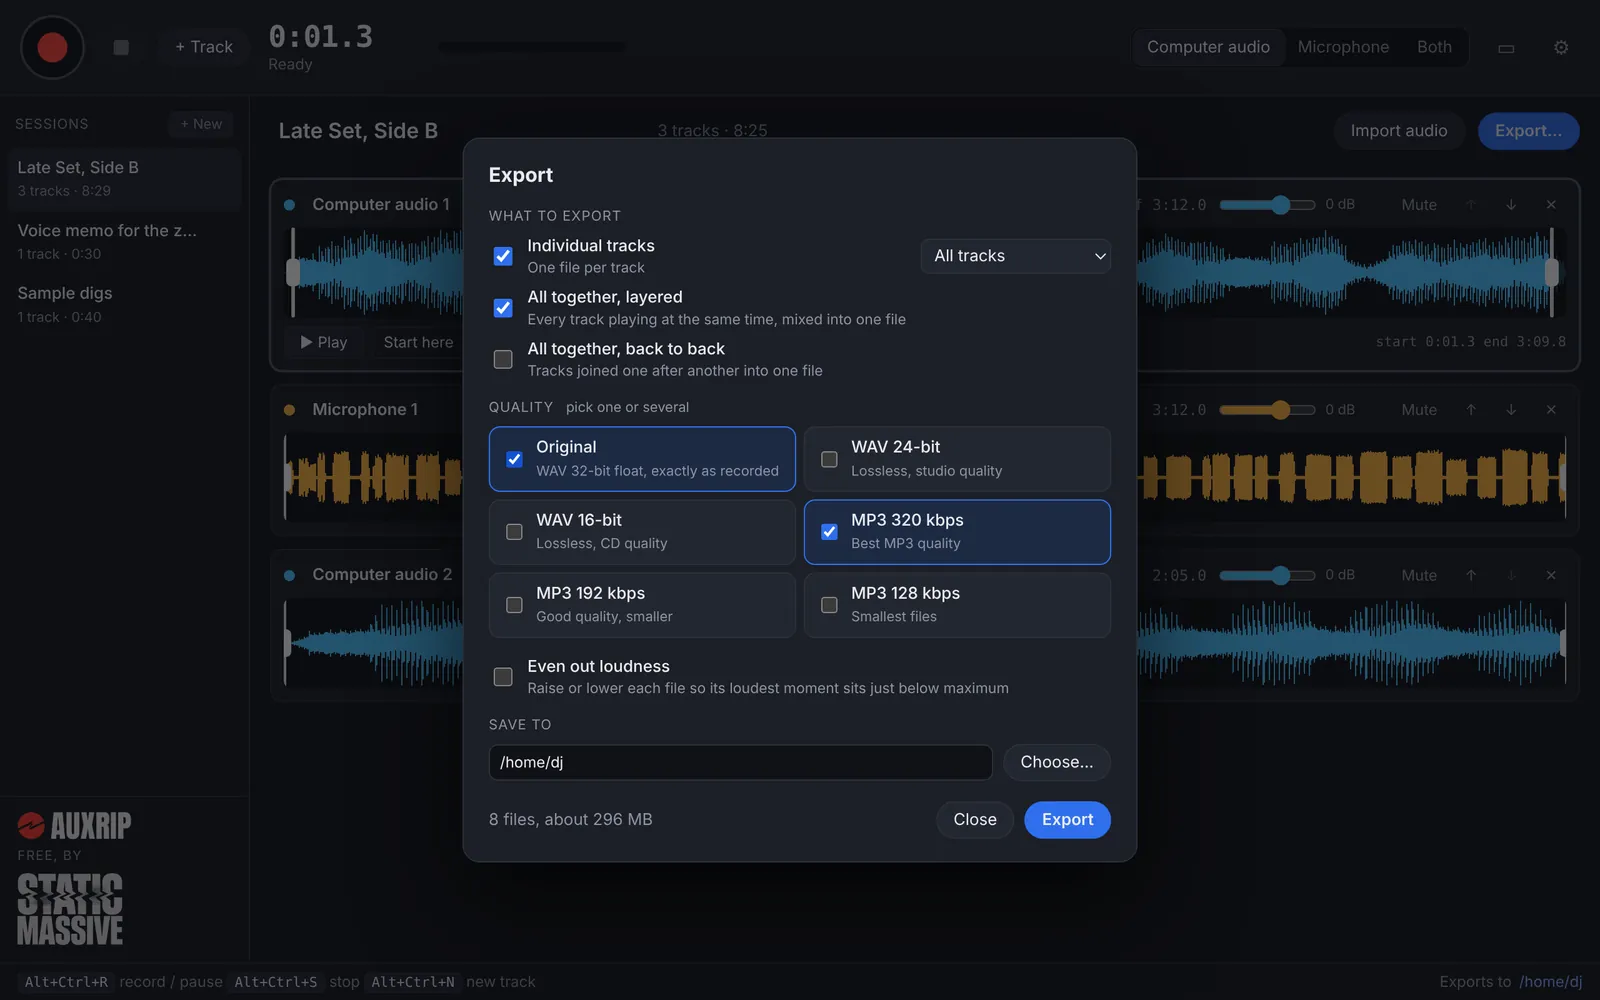 + Track
0:01.3
Ready
Computer audio
Microphone
Both
SESSIONS
+ New
Late Set, Side B
3 tracks · 8:29
Voice memo for the z...
1 track · 0:30
Sample digs
1 track · 0:40
Late Set, Side B
3 tracks · 8:25
Import audio
Export...
Computer audio 1
3:12.0
0 dB
Mute
Play
Start here
start 0:01.3 end 3:09.8
Microphone 1
3:12.0
0 dB
Mute
Computer audio 2
2:05.0
0 dB
Mute
Export
WHAT TO EXPORT
Individual tracks
One file per track
All tracks
All together, layered
Every track playing at the same time, mixed into one file
All together, back to back
Tracks joined one after another into one file
QUALITY pick one or several
Original
WAV 32-bit float, exactly as recorded
WAV 24-bit
Lossless, studio quality
WAV 16-bit
Lossless, CD quality
MP3 320 kbps
Best MP3 quality
MP3 192 kbps
Good quality, smaller
MP3 128 kbps
Smallest files
Even out loudness
Raise or lower each file so its loudest moment sits just below maximum
SAVE TO
/home/dj
Choose...
8 files, about 296 MB
Close
Export
AUXRIP
FREE, BY
STATIC
MASSIVE
Alt+Ctrl+R record / pause Alt+Ctrl+S stop Alt+Ctrl+N new track
Exports to /home/dj